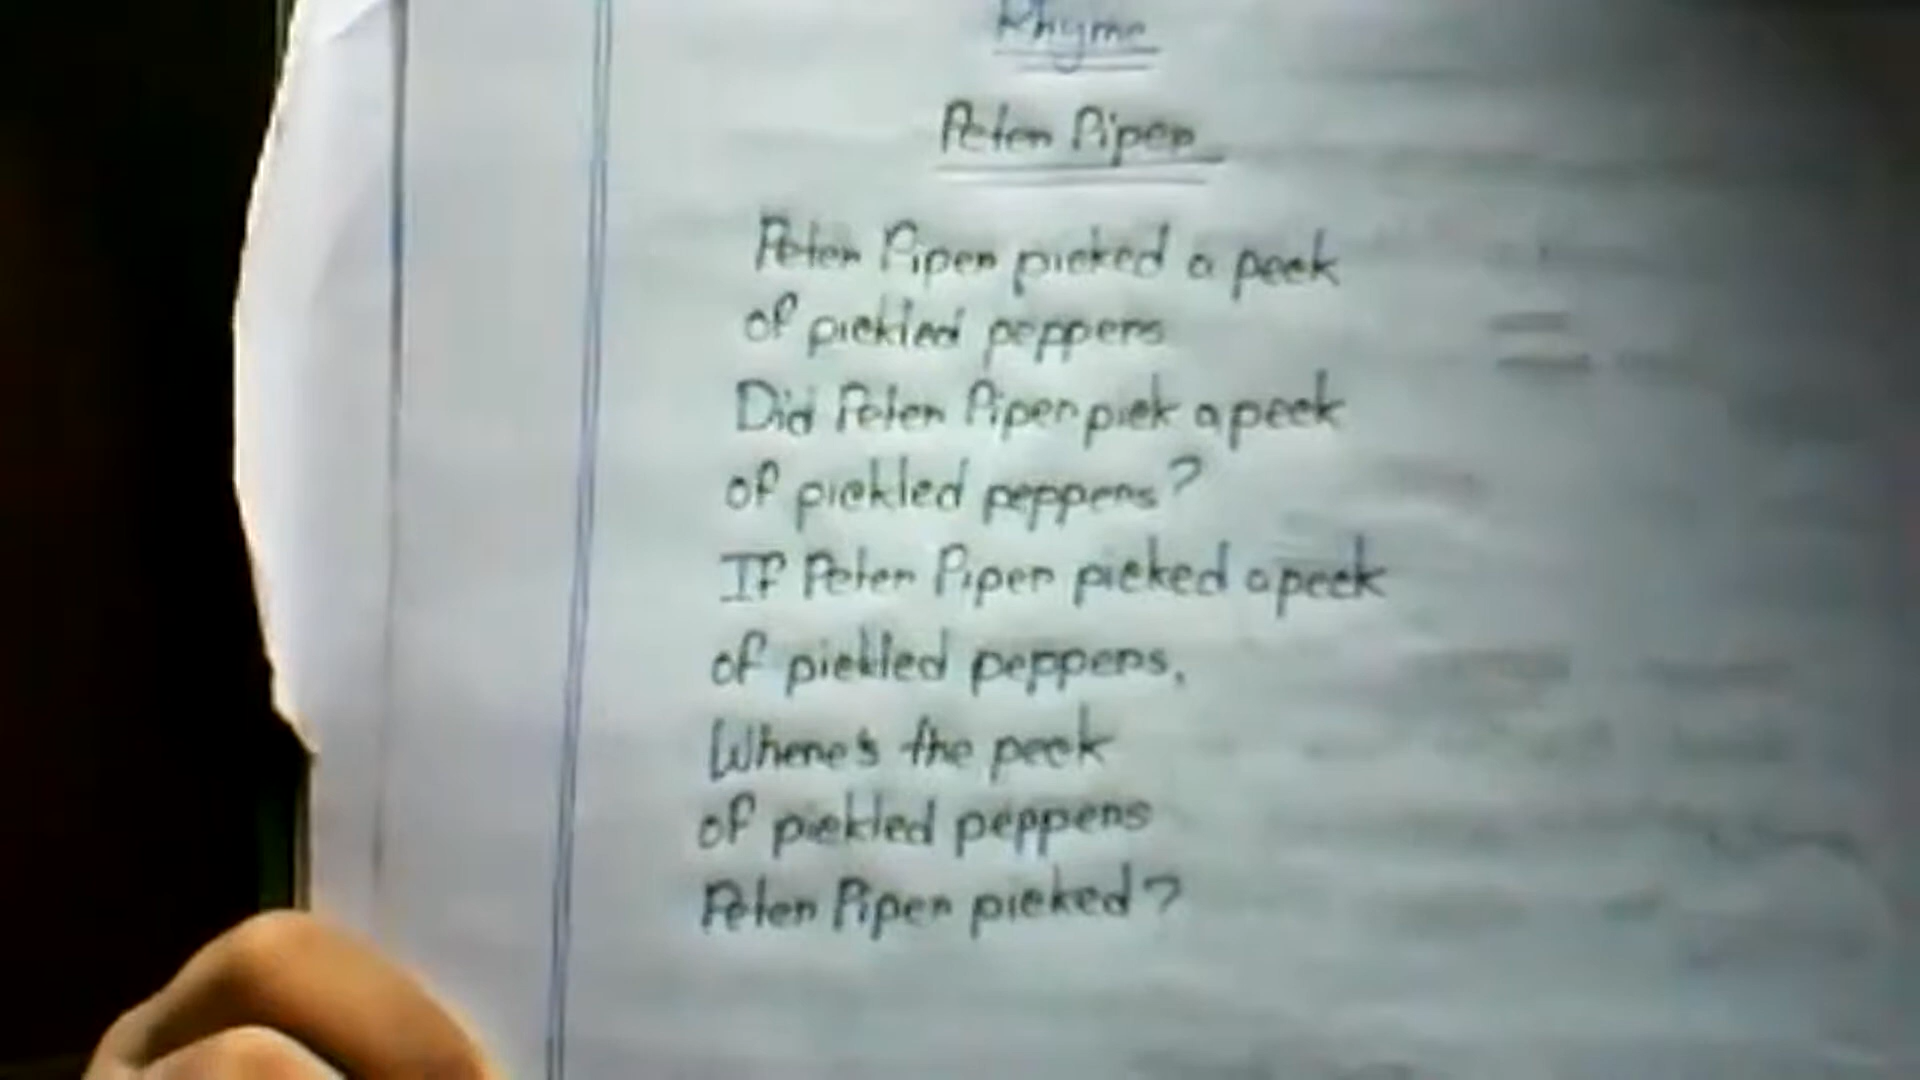 Rhyme
Peter Piper
Peter Piper picked a peck
of pickled peppers
Did Peter Piper pick a peck
of pickled peppers?
If Peter Piper picked a peck
of pickled peppers,
Where's the peck
of pickled peppers
Peter Piper picked?